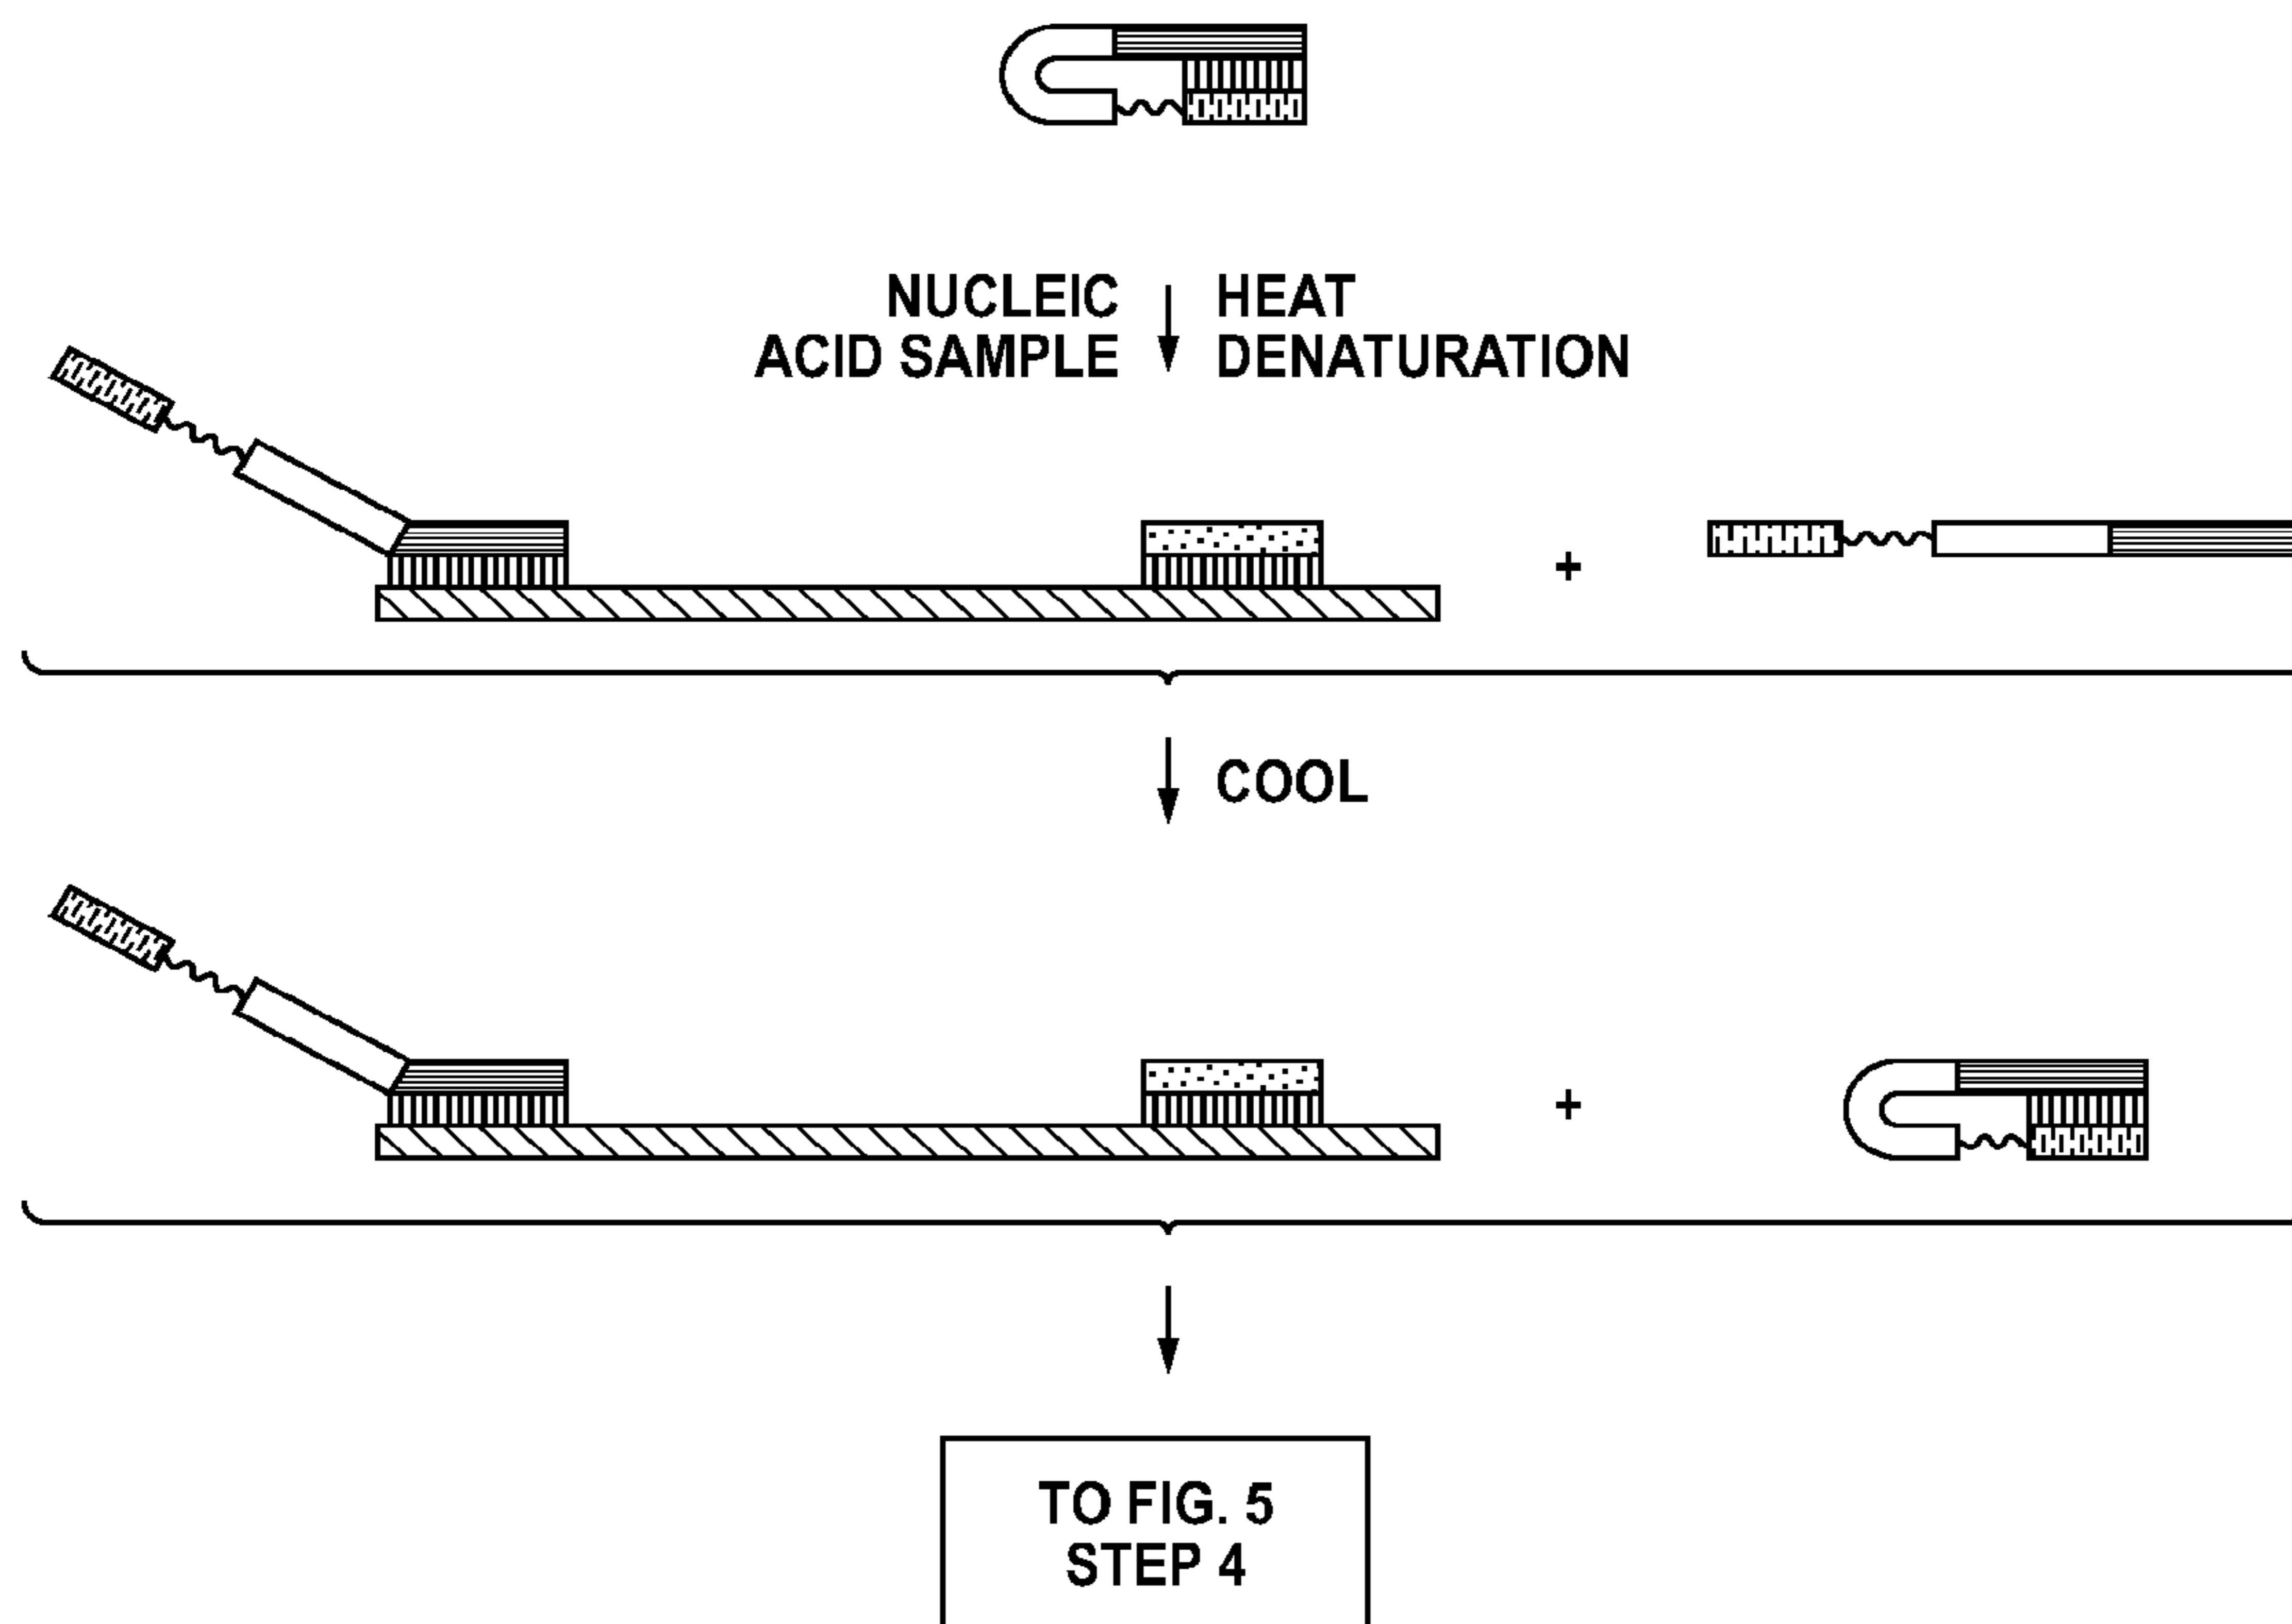 NUCLEIC
ACID SAMPLE
HEAT
DENATURATION
+
COOL
+
TO FIG. 5
STEP 4